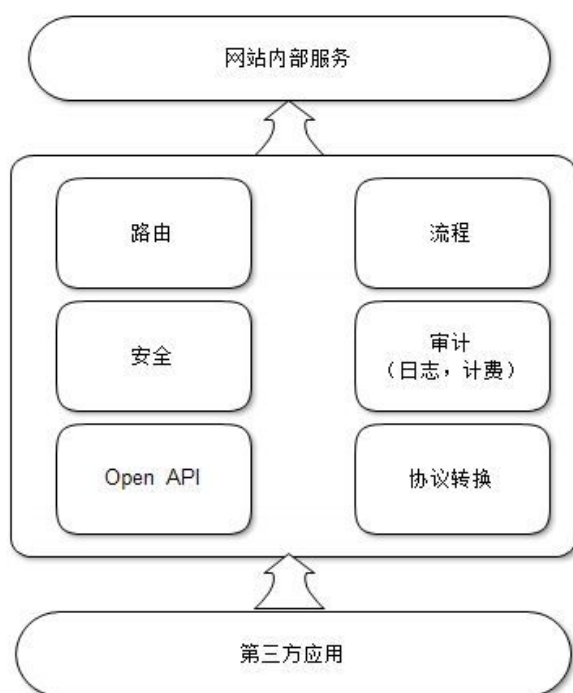 网站内部服务
路由
流程
安全
审计
（日志，计费）
Open API
协议转换
第三方应用